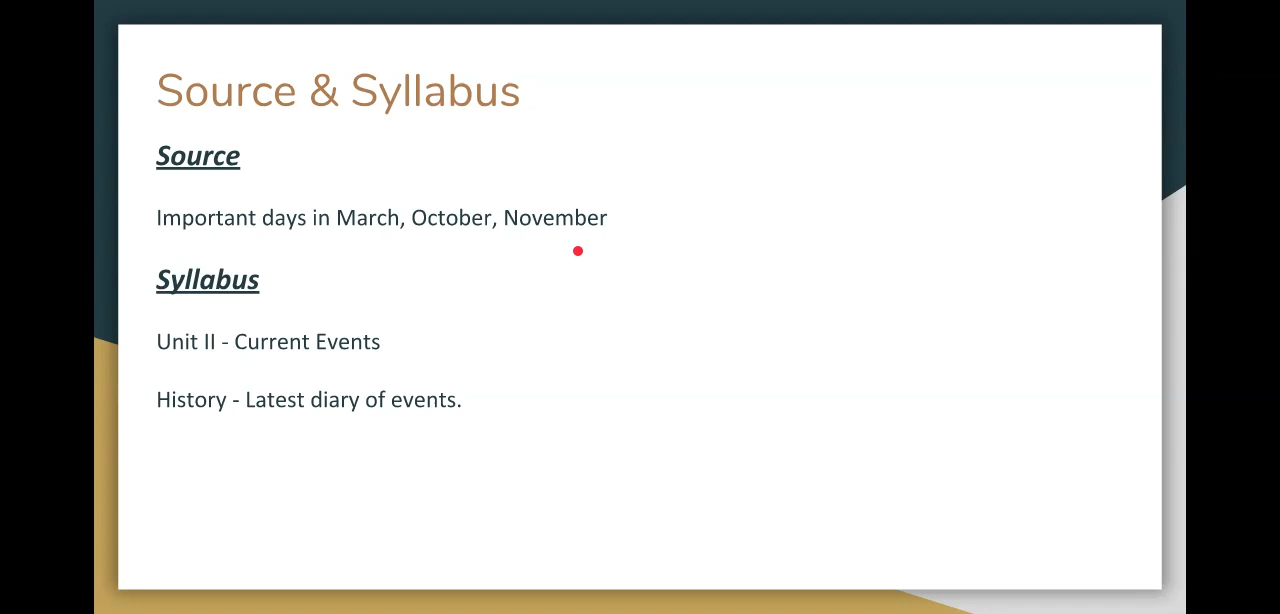 Source & Syllabus
Source
Important days in March, October, November
Syllabus
Unit II - Current Events
History - Latest diary of events.